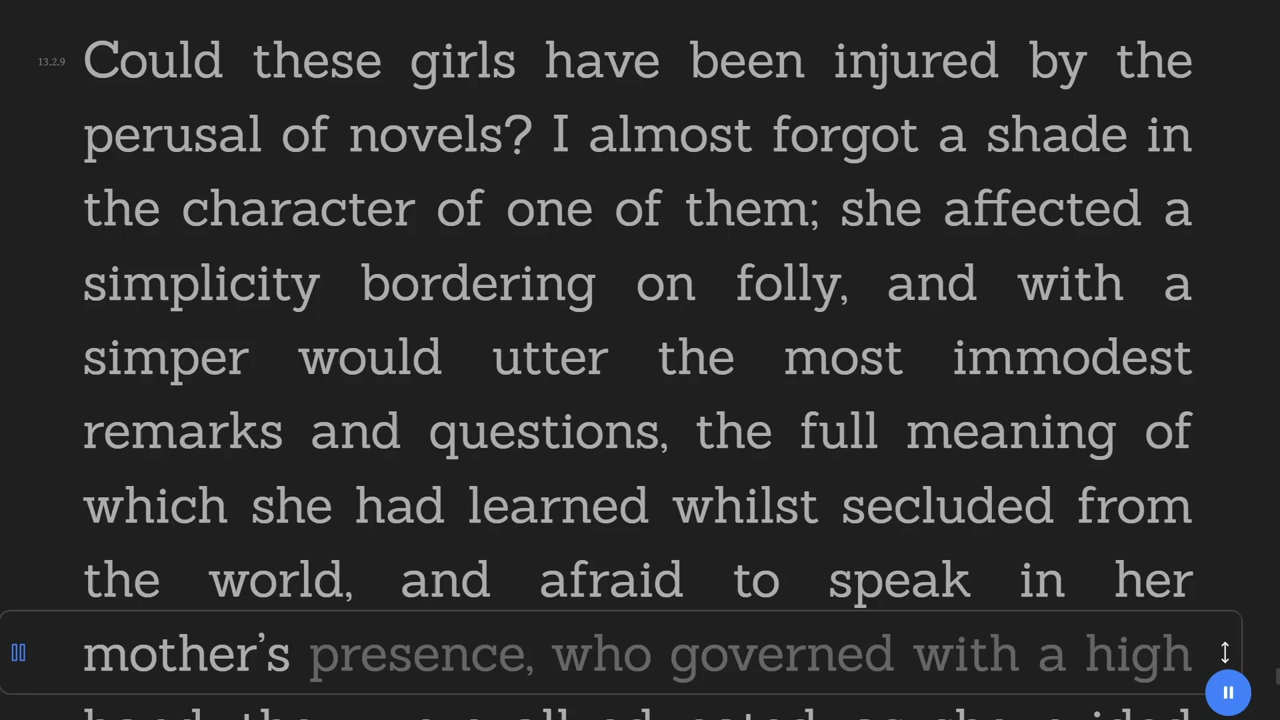 13.2.9
Could these girls have been injured by the
perusal of novels? I almost forgot a shade in
the character of one of them; she affected a
simplicity bordering on folly, and with a
simper would utter the most immodest
remarks and questions, the full meaning of
which she had learned whilst secluded from
the world, and afraid to speak in her
mother’s presence, who governed with a high